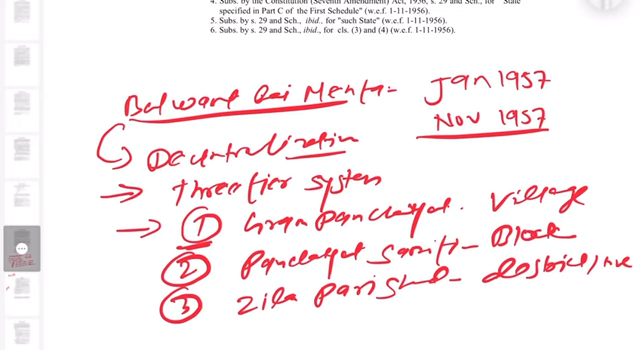 4. Subs. by the Constitution (Seventh Amendment) Act, 1956, s. 29 and Sch., for "State
specified in Part C of the First Schedule" (w.e.f. 1-11-1956).
5. Subs. by s. 29 and Sch., ibid., for "such State" (w.e.f. 1-11-1956).
6. Subs. by s. 29 and Sch., ibid., for cls. (3) and (4) (w.e.f. 1-11-1956).
Balwant Rai Mehta- Jan 1957
Nov 1957
Decentralization
→ three tier system
→ ① Gram Panchayat. Village
② Panchayat Samiti - Block
③ Zila Parishad -